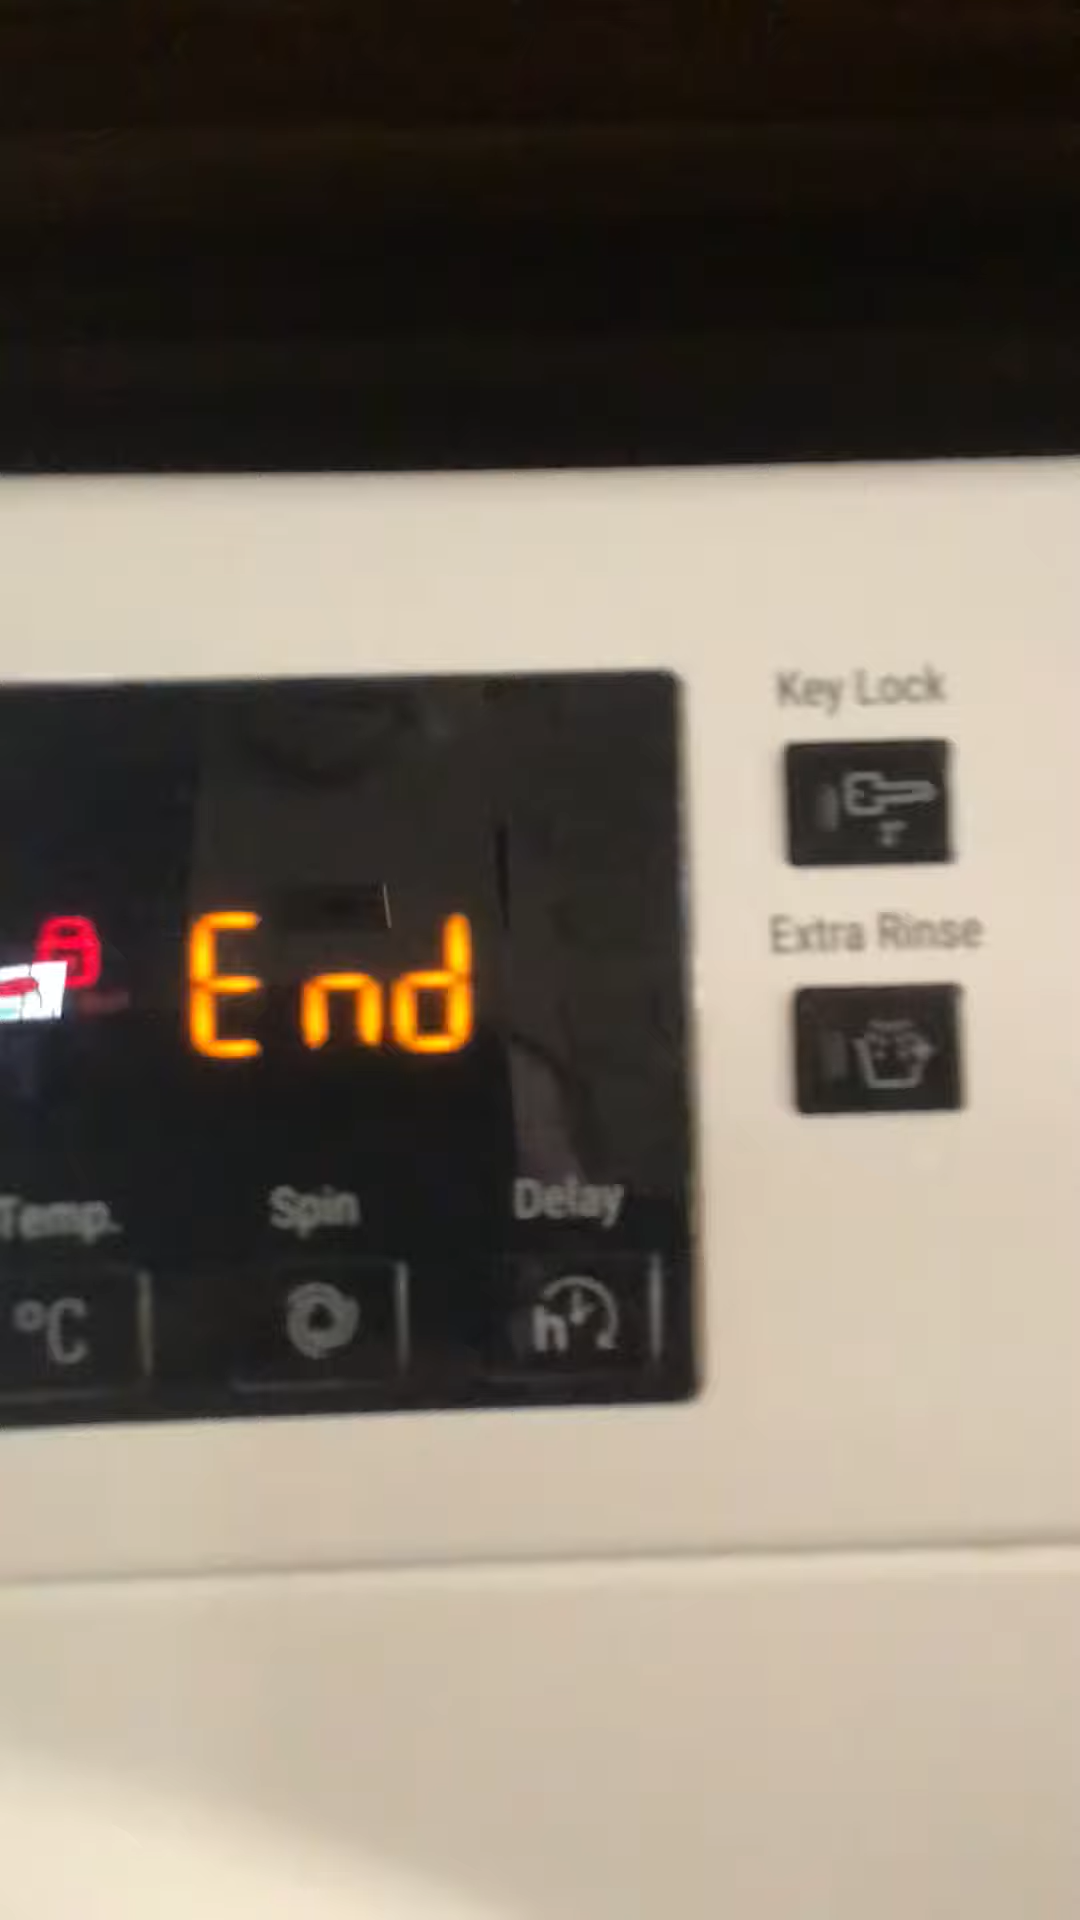 Key Lock
End
Extra Rinse
Temp.
Spin
Delay
°C
h